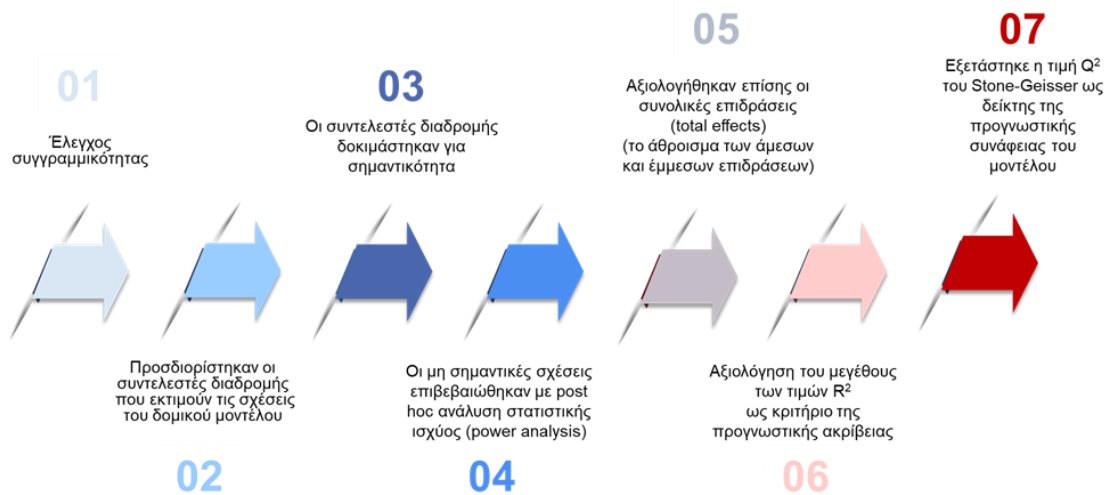 01
Έλεγχος
συγγραμμικότητας
02
Προσδιορίστηκαν οι
συντελεστές διαδρομής
που εκτιμούν τις σχέσεις
του δομικού μοντέλου
03
Οι συντελεστές διαδρομής
δοκιμάστηκαν για
σημαντικότητα
04
Οι μη σημαντικές σχέσεις
επιβεβαιώθηκαν με post
hoc ανάλυση στατιστικής
ισχύος (power analysis)
05
Αξιολογήθηκαν επίσης οι
συνολικές επιδράσεις
(total effects)
(το άθροισμα των άμεσων
και έμμεσων επιδράσεων)
06
Αξιολόγηση του μεγέθους
των τιμών R²
ως κριτήριο της
προγνωστικής ακρίβειας
07
Εξετάστηκε η τιμή Q²
του Stone-Geisser ως
δείκτης της
προγνωστικής
συνάφειας του
μοντέλου